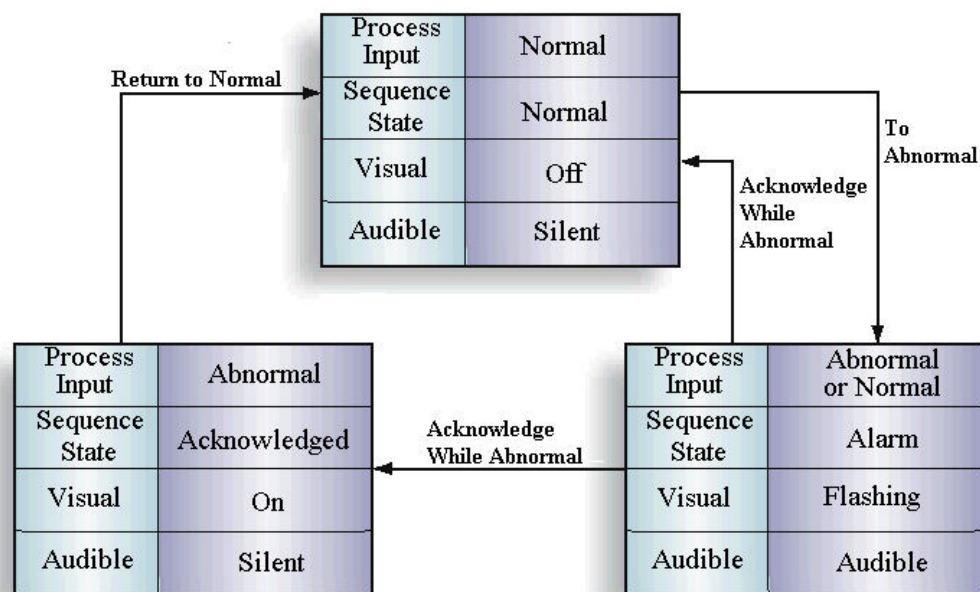 Process
Input
Normal
Sequence
State
Normal
Visual
Off
Audible
Silent
Return to Normal
To
Abnormal
Acknowledge
While
Abnormal
Process
Input
Abnormal
Sequence
State
Acknowledged
Visual
On
Audible
Silent
Acknowledge
While Abnormal
Process
Input
Abnormal
or Normal
Sequence
State
Alarm
Visual
Flashing
Audible
Audible